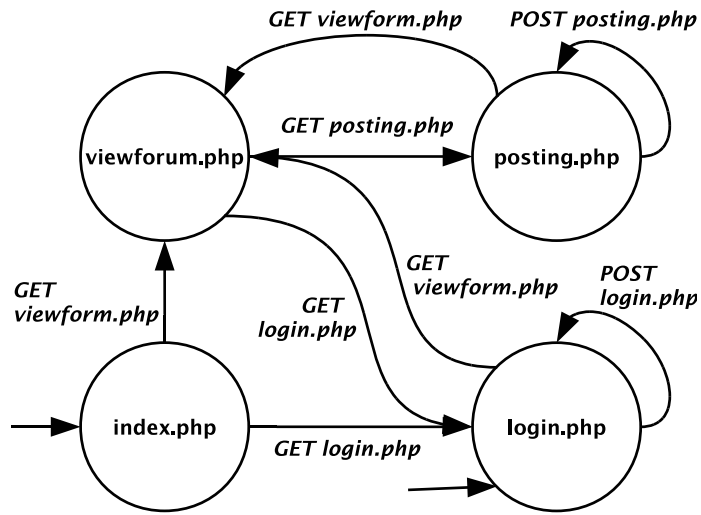 GET viewform.php
POST posting.php
GET posting.php
viewforum.php
posting.php
GET
viewform.php
GET
viewform.php
GET
login.php
POST
login.php
index.php
login.php
GET login.php